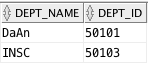 DEPT_NAME DEPT_ID
DaAn 50101
INSC 50103